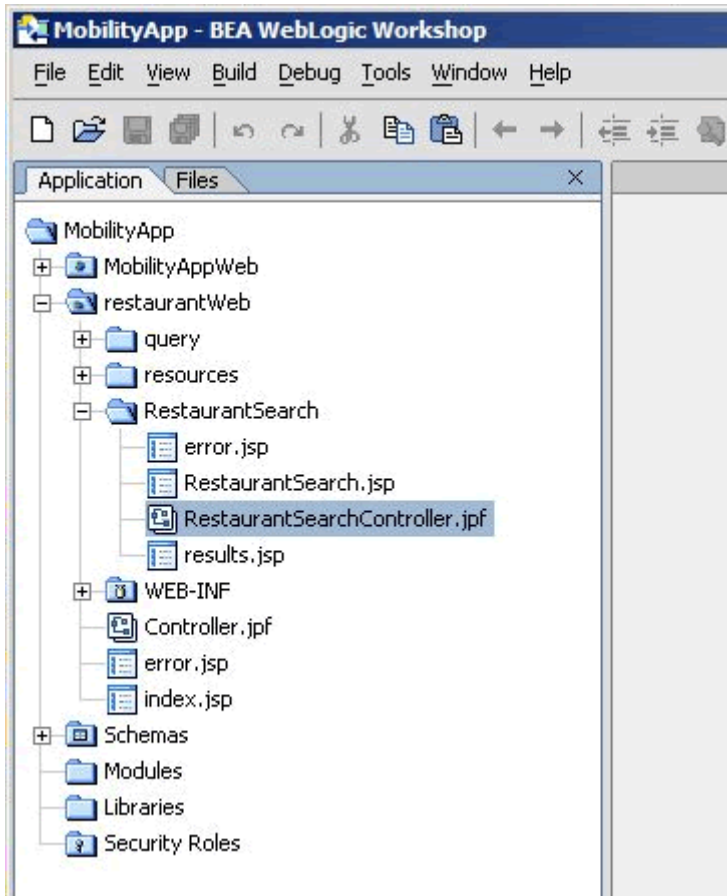 MobilityApp - BEA WebLogic Workshop
File Edit View Build Debug Tools Window Help
Application Files
MobilityApp
MobilityAppWeb
restaurantWeb
query
resources
RestaurantSearch
error.jsp
RestaurantSearch.jsp
RestaurantSearchController.jpf
results.jsp
WEB-INF
Controller.jpf
error.jsp
index.jsp
Schemas
Modules
Libraries
Security Roles